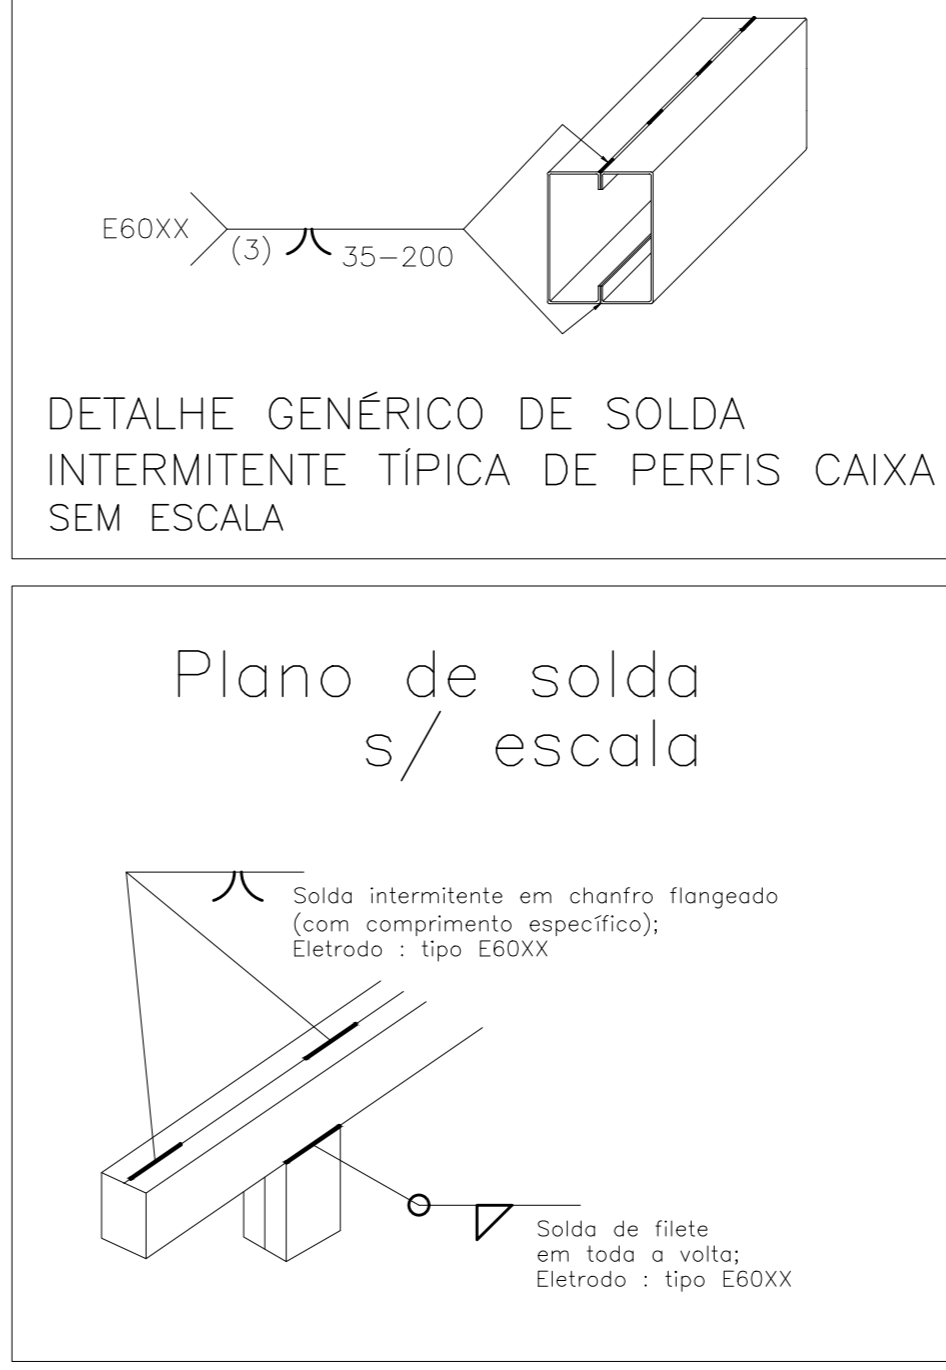 E60XX
(3)
35-200
DETALHE GENÉRICO DE SOLDA
INTERMITENTE TÍPICA DE PERFIS CAIXA
SEM ESCALA
Plano de solda
s/ escala
Solda intermitente em chanfro flangeado
(com comprimento específico);
Eletrodo : tipo E60XX
Solda de filete
em toda a volta;
Eletrodo : tipo E60XX